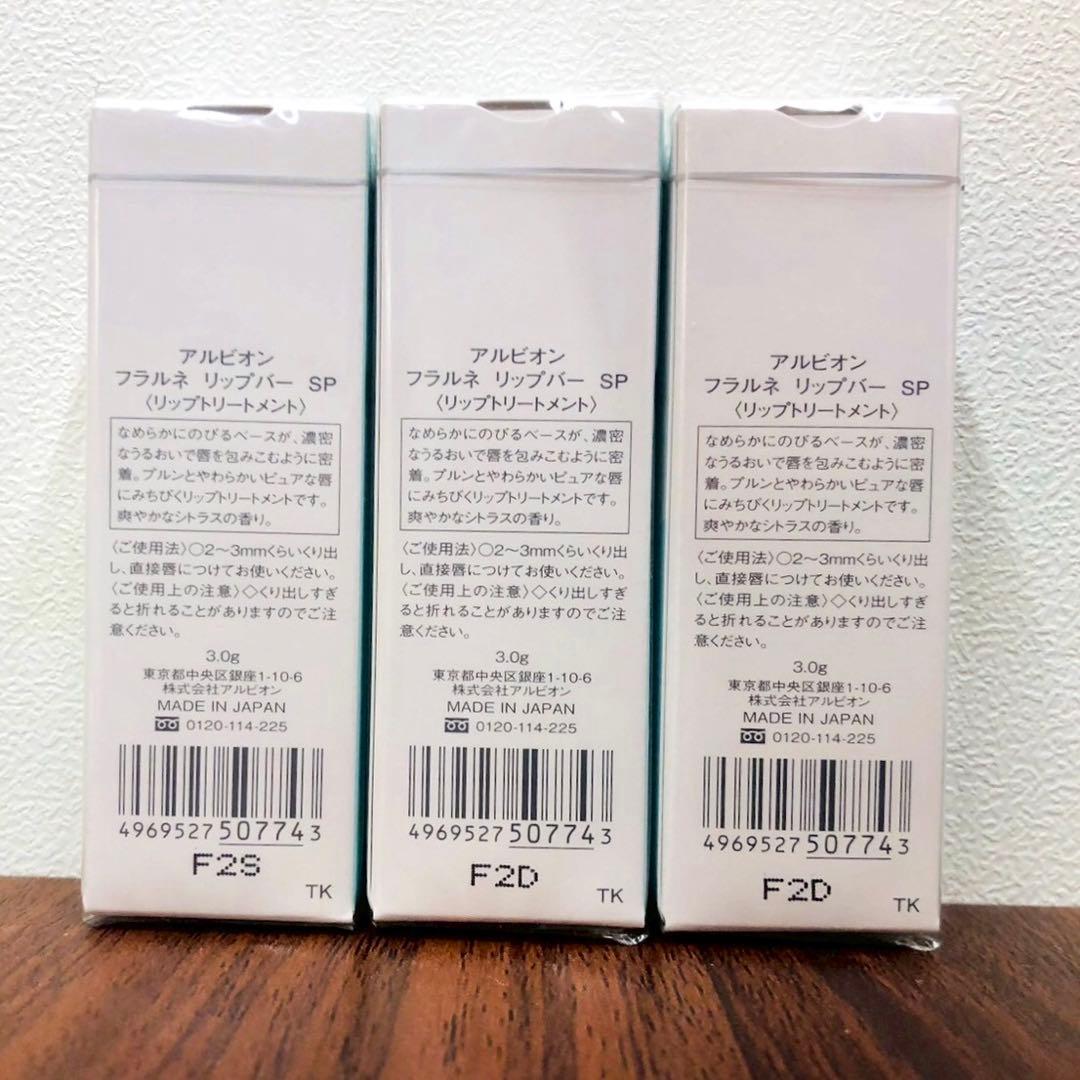 アルビオン
フラルネ リップバー SP
〈リップトリートメント〉
なめらかにのびるベースが、濃密
なうるおいで唇を包みこむように密
着。プルンとやわらかいピュアな唇
にみちびくリップトリートメントです。
爽やかなシトラスの香り。
〈ご使用法〉○2〜3mmくらいくり出
し、直接唇につけてお使いください。
〈ご使用上の注意〉◇くり出しすぎ
ると折れることがありますのでご注
意ください。
3.0g
東京都中央区銀座1-10-6
株式会社アルビオン
MADE IN JAPAN
0120-114-225
4969527507743
F2S
TK
アルビオン
フラルネ リップバー SP
〈リップトリートメント〉
なめらかにのびるベースが、濃密
なうるおいで唇を包みこむように密
着。プルンとやわらかいピュアな唇
にみちびくリップトリートメントです。
爽やかなシトラスの香り。
〈ご使用法〉○2〜3mmくらいくり出
し、直接唇につけてお使いください。
〈ご使用上の注意〉◇くり出しすぎ
ると折れることがありますのでご注
意ください。
3.0g
東京都中央区銀座1-10-6
株式会社アルビオン
MADE IN JAPAN
0120-114-225
4969527507743
F2D
TK
アルビオン
フラルネ リップバー SP
〈リップトリートメント〉
なめらかにのびるベースが、濃密
なうるおいで唇を包みこむように密
着。プルンとやわらかいピュアな唇
にみちびくリップトリートメントです。
爽やかなシトラスの香り。
〈ご使用法〉○2〜3mmくらいくり出
し、直接唇につけてお使いください。
〈ご使用上の注意〉◇くり出しすぎ
ると折れることがありますのでご注
意ください。
3.0g
東京都中央区銀座1-10-6
株式会社アルビオン
MADE IN JAPAN
0120-114-225
4969527507743
F2D
TK